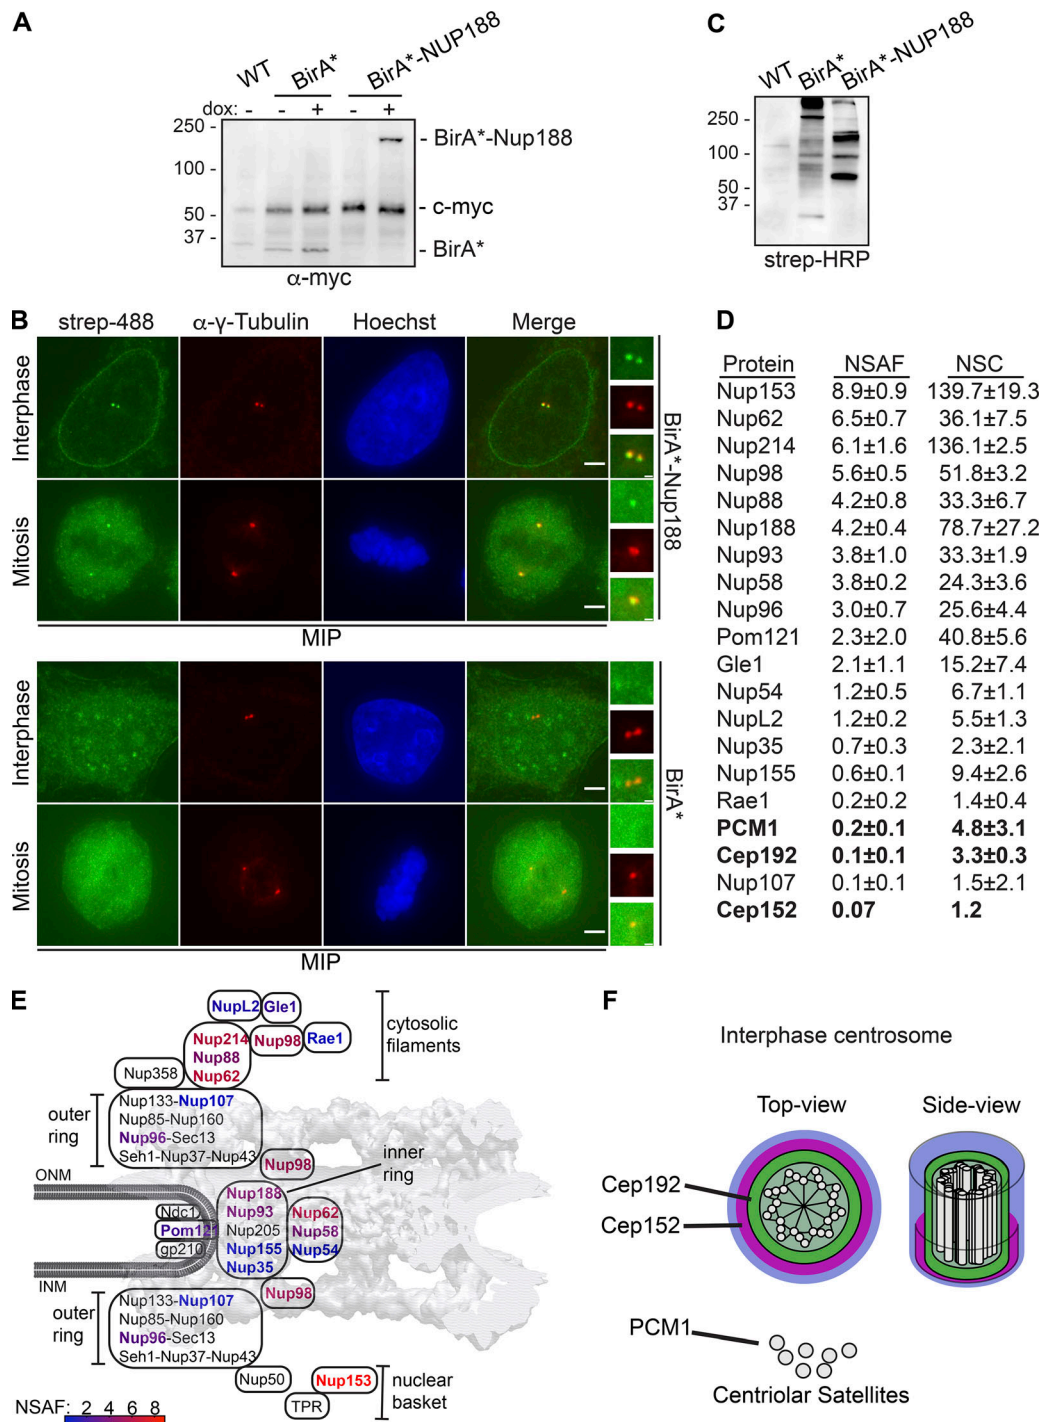 A
WT BirA* BirA*-NUP188
dox: - - + - +
250 -
100 -
50 -
37 -
- BirA*-Nup188
- c-myc
- BirA*
α-myc
C
WT BirA* BirA*-NUP188
250 -
100 -
50 -
37 -
strep-HRP
B
strep-488 α-γ-Tubulin Hoechst Merge
Interphase
Mitosis
BirA*-Nup188
MIP
Interphase
Mitosis
BirA*
MIP
D
Protein NSAF NSC
Nup153 8.9±0.9 139.7±19.3
Nup62 6.5±0.7 36.1±7.5
Nup214 6.1±1.6 136.1±2.5
Nup98 5.6±0.5 51.8±3.2
Nup88 4.2±0.8 33.3±6.7
Nup188 4.2±0.4 78.7±27.2
Nup93 3.8±1.0 33.3±1.9
Nup58 3.8±0.2 24.3±3.6
Nup96 3.0±0.7 25.6±4.4
Pom121 2.3±2.0 40.8±5.6
Gle1 2.1±1.1 15.2±7.4
Nup54 1.2±0.5 6.7±1.1
NupL2 1.2±0.2 5.5±1.3
Nup35 0.7±0.3 2.3±2.1
Nup155 0.6±0.1 9.4±2.6
Rae1 0.2±0.2 1.4±0.4
PCM1 0.2±0.1 4.8±3.1
Cep192 0.1±0.1 3.3±0.3
Nup107 0.1±0.1 1.5±2.1
Cep152 0.07 1.2
E
NupL2 Gle1
Nup214 Nup98 Rae1
Nup88
Nup62
cytosolic
filaments
Nup358
outer
ring
Nup133-Nup107
Nup85-Nup160
Nup96-Sec13
Seh1-Nup37-Nup43
Nup98
inner
ring
ONM
Ndc1
Pom121
gp210
INM
Nup188
Nup93
Nup205
Nup155
Nup35
Nup62
Nup58
Nup54
Nup98
outer
ring
Nup133-Nup107
Nup85-Nup160
Nup96-Sec13
Seh1-Nup37-Nup43
Nup50 Nup153
TPR
nuclear
basket
NSAF: 2 4 6 8
F
Interphase centrosome
Top-view Side-view
Cep192
Cep152
PCM1
Centriolar Satellites